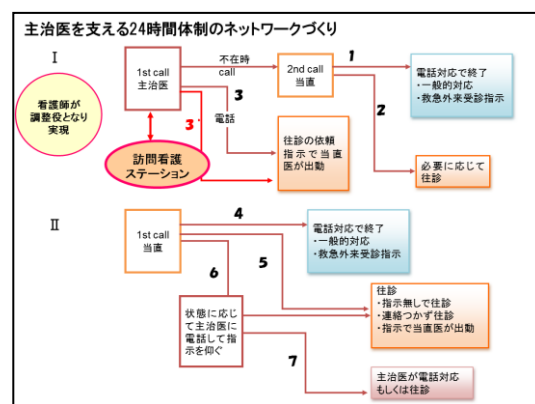 主治医を支える24時間体制のネットワークづくり
Ⅰ
看護師が
調整役となり
実現
1st call
主治医
不在時
call
2nd call
当直
1
電話対応で終了
・一般的対応
・救急外来受診指示
2
3
3'
電話
訪問看護
ステーション
往診の依頼
指示で当直
医が出動
必要に応じて
往診
Ⅱ
1st call
当直
4
電話対応で終了
・一般的対応
・救急外来受診指示
5
6
往診
・指示無しで往診
・連絡つかず往診
・指示で当直医が出動
状態に応じ
て主治医に
電話して指
示を仰ぐ
7
主治医が電話対応
もしくは往診